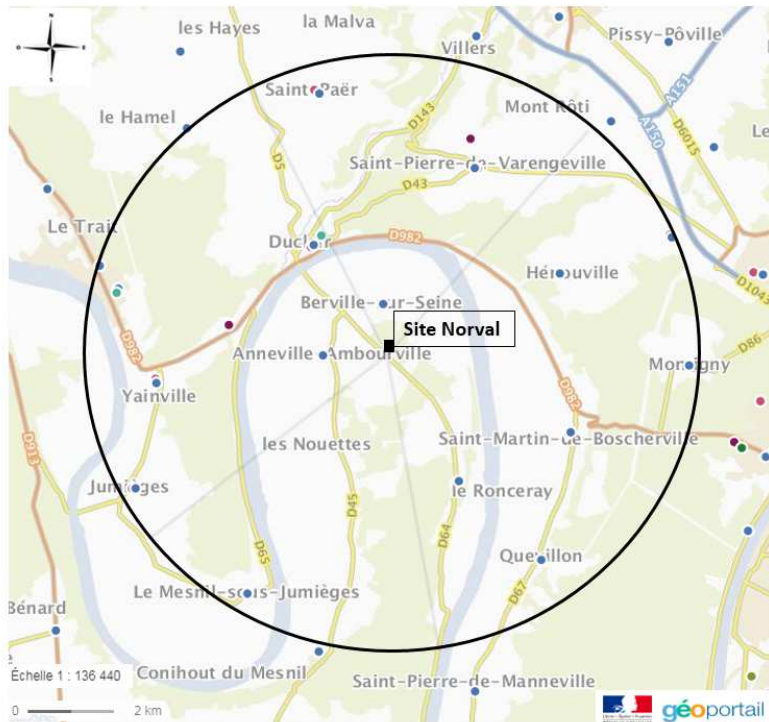 la Malva
les Hayes
Villers
Pissy-Pôville
N
Saint-Paër
A151
Mont Rôti
le Hamel
D143
D6015
A150
D5
Saint-Pierre-de-Varengeville
D43
Le Trait
D982
Duclair
Hérouville
D1043
Berville-sur-Seine
Site Norval
D982
D86
Anneville Ambourville
Montigny
Yainville
D982
D913
les Nouettes
Saint-Martin-de-Boscherville
Jumièges
le Ronceray
D45
D64
D65
Quevillon
Le Mesnil-sous-Jumièges
D67
Bénard
Conihout du Mesnil
Échelle 1 : 136 440
Saint-Pierre-de-Manneville
0 2 km
géoportail